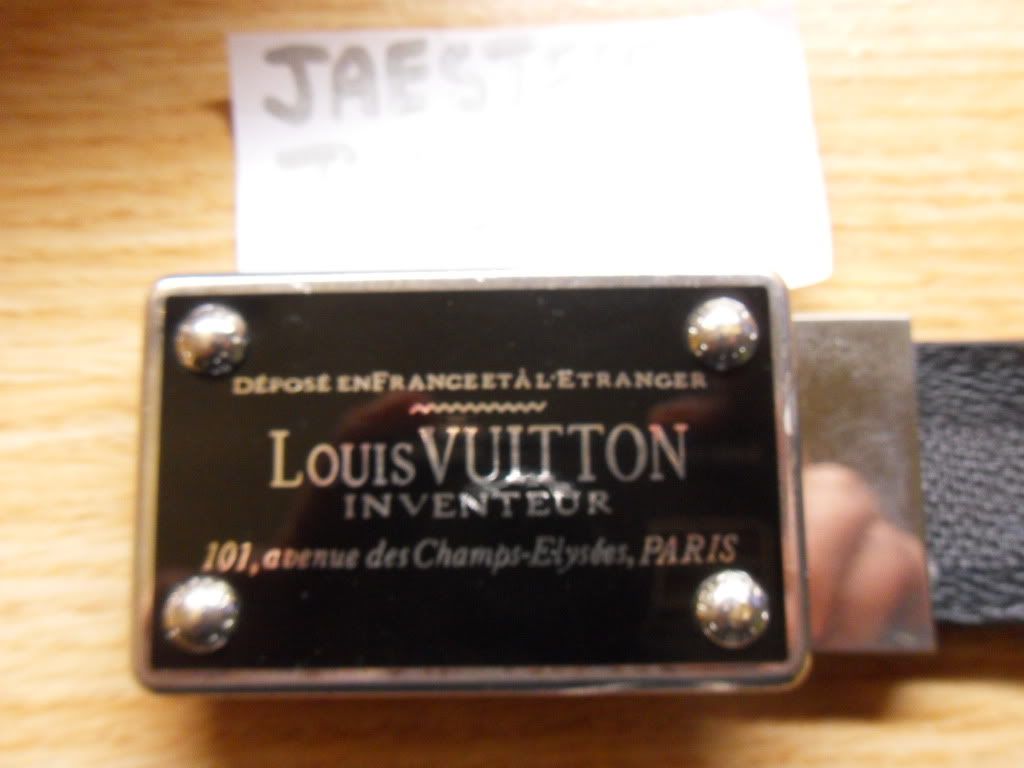 DÉPOSÉ EN FRANCE ET À L'ETRANGER
LOUIS VUITTON
INVENTEUR
101, avenue des Champs-Elysées, PARIS